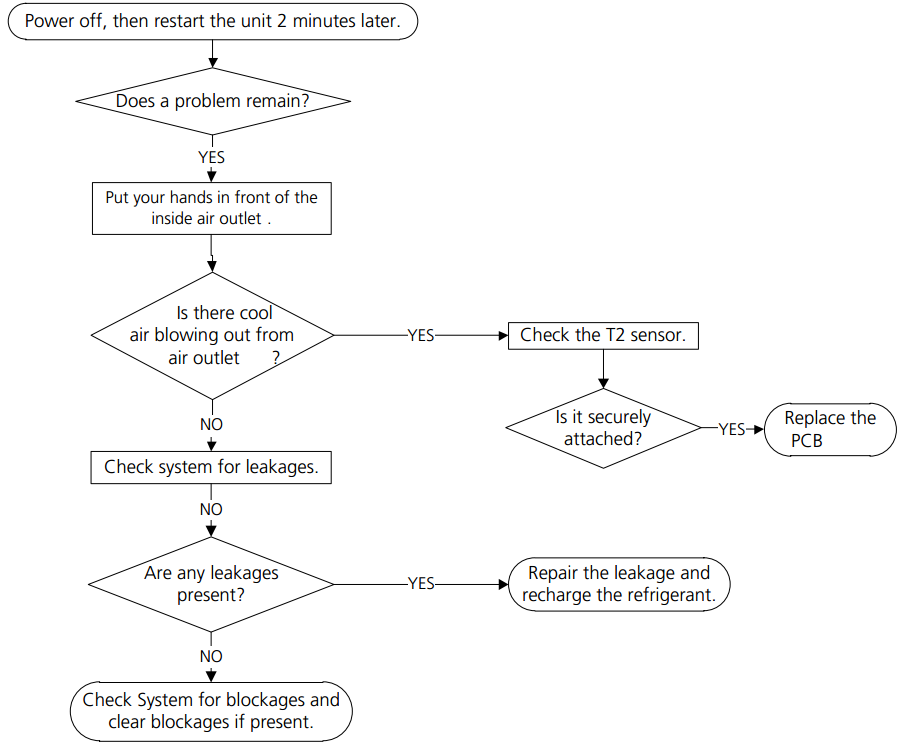 Power off, then restart the unit 2 minutes later.
Does a problem remain?
YES
Put your hands in front of the
inside air outlet .
Is there cool
air blowing out from
air outlet ?
YES
Check the T2 sensor.
Is it securely
attached?
YES
Replace the
PCB
NO
Check system for leakages.
NO
Are any leakages
present?
YES
Repair the leakage and
recharge the refrigerant.
NO
Check System for blockages and
clear blockages if present.